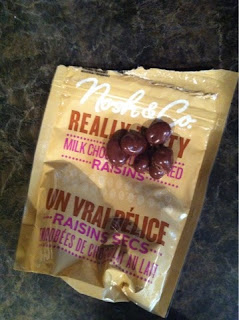 Nosh & Co.
REALLY
MILK
RAISINS
UN VRAI DÉLICE
RAISINS SECS
DE CHOCOLAT AU LAIT